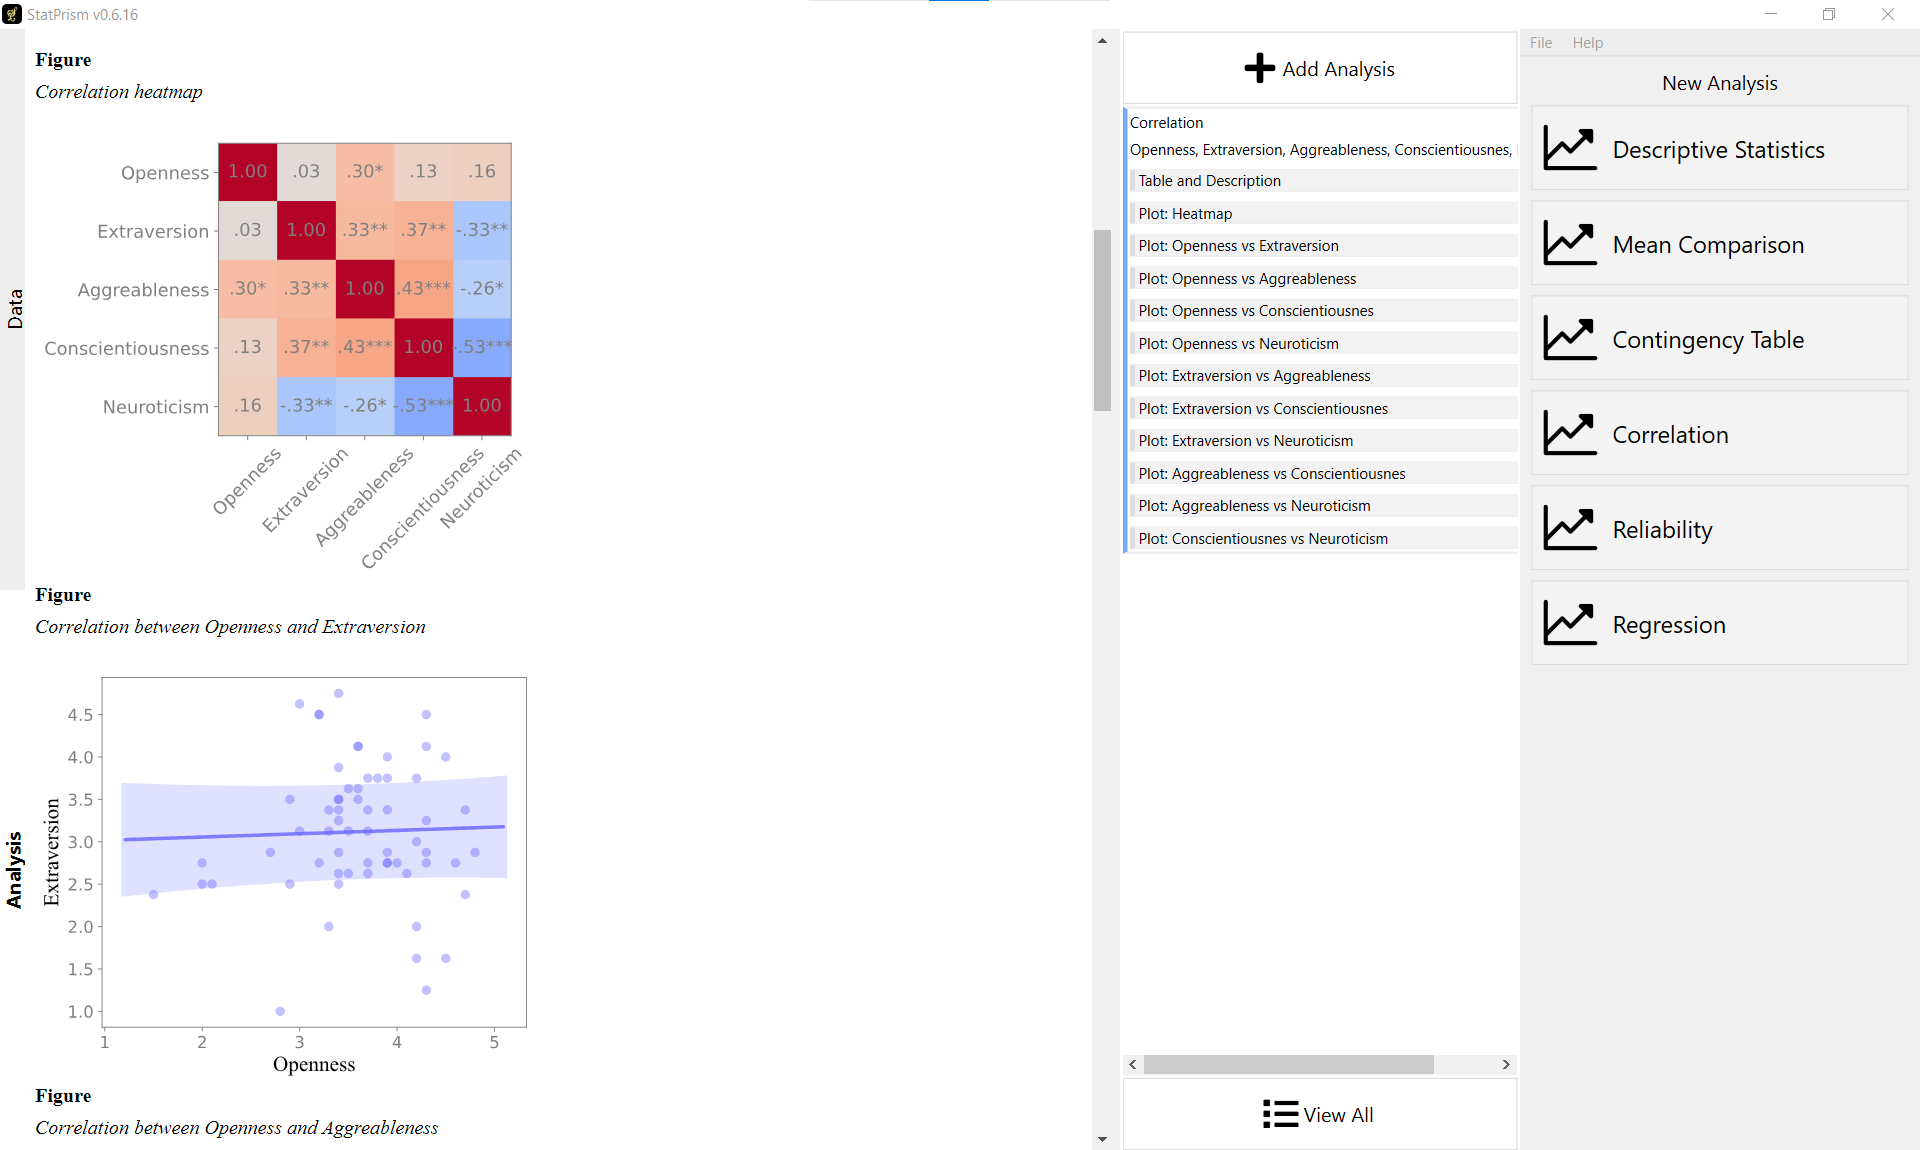 StatPrism v0.6.16
Data
Analysis
Figure
Correlation heatmap
Openness 1.00 .03 .30* .13 .16
Extraversion .03 1.00 .33** .37** -.33**
Aggreableness .30* .33** 1.00 .43*** -.26*
Conscientiousness .13 .37** .43*** 1.00 -.53***
Neuroticism .16 -.33** -.26* -.53*** 1.00
Openness Extraversion Aggreableness Conscientiousness Neuroticism
Figure
Correlation between Openness and Extraversion
Extraversion
4.5
4.0
3.5
3.0
2.5
2.0
1.5
1.0
1 2 3 4 5
Openness
Figure
Correlation between Openness and Aggreableness
Add Analysis
Correlation
Openness, Extraversion, Aggreableness, Conscientiousnes,
Table and Description
Plot: Heatmap
Plot: Openness vs Extraversion
Plot: Openness vs Aggreableness
Plot: Openness vs Conscientiousnes
Plot: Openness vs Neuroticism
Plot: Extraversion vs Aggreableness
Plot: Extraversion vs Conscientiousnes
Plot: Extraversion vs Neuroticism
Plot: Aggreableness vs Conscientiousnes
Plot: Aggreableness vs Neuroticism
Plot: Conscientiousnes vs Neuroticism
View All
File Help
New Analysis
Descriptive Statistics
Mean Comparison
Contingency Table
Correlation
Reliability
Regression